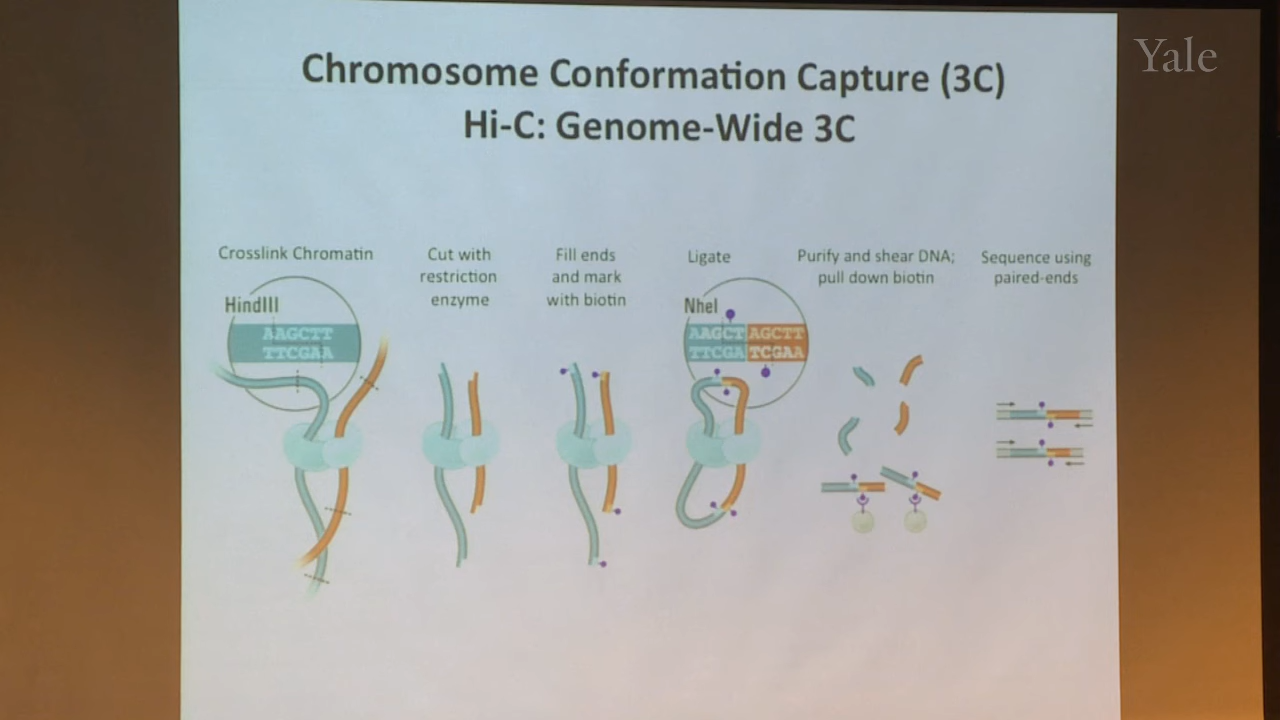 Yale
Chromosome Conformation Capture (3C)
Hi-C: Genome-Wide 3C
Crosslink Chromatin
Cut with
restriction
enzyme
Fill ends
and mark
with biotin
Ligate
Purify and shear DNA;
pull down biotin
Sequence using
paired-ends
HindIII
AAGCTT
TTCGAA
NheI
AAGCT AGCTT
TTCGA TCGAA